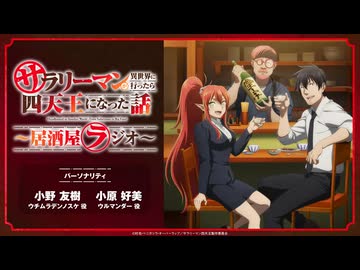 サラリーマンが異世界に行ったら
四天王になった話
～居酒屋ラジオ～
パーソナリティ
小野 友樹
ウチムラデンノスケ 役
小原 好美
ウルマンダー 役